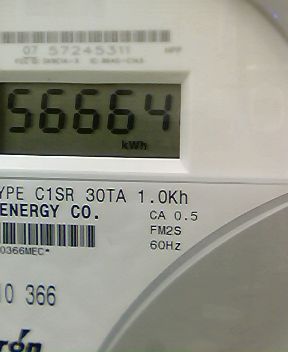 07 57245311
56664
kWh
YPE C1SR 30TA 1.0Kh
ENERGY CO.
CA 0.5
FM2S
60Hz
0366MEC*
10 366
rón